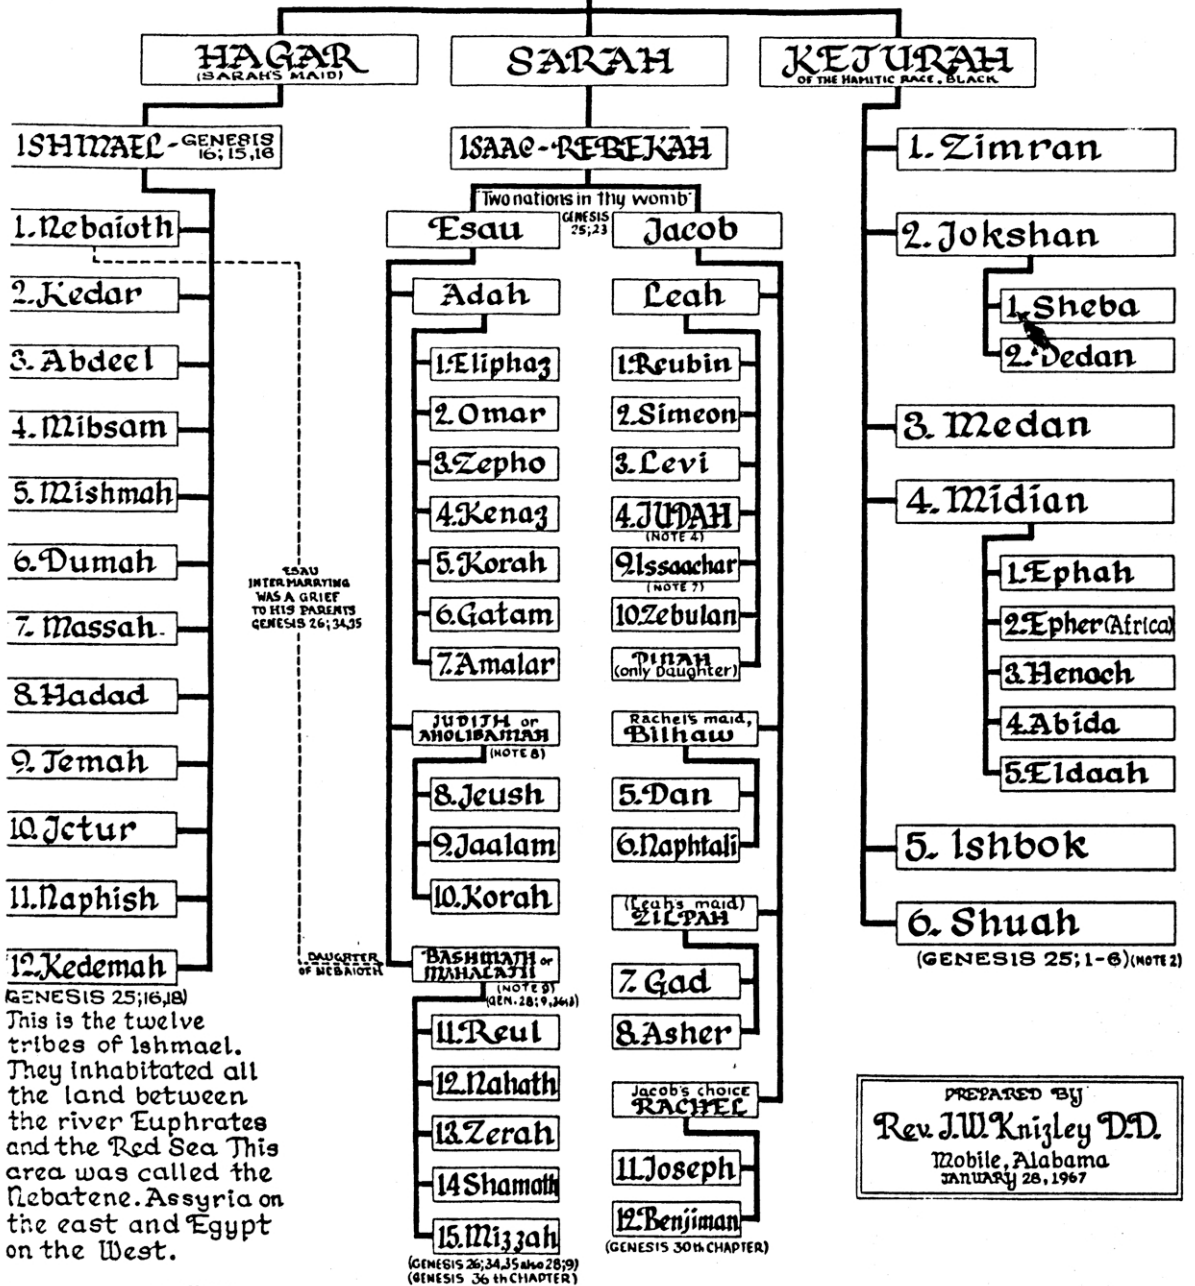 HAGAR
(SARAH'S MAID)
SARAH
KETURAH
OF THE HAMITIC RACE, BLACK
ISHMAEL - GENESIS
16; 15,16
1. Nebaioth
2. Kedar
3. Abdeel
4. Mibsam
5. Mishmah
6. Dumah
7. Massah.
8. Hadad
9. Temah
10. Jetur
11. Naphish
12. Kedemah
(GENESIS 25;16,18)
This is the twelve
tribes of Ishmael.
They inhabitated all
the land between
the river Euphrates
and the Red Sea This
area was called the
Nebatene. Assyria on
the east and Egypt
on the West.
ESAU
INTERMARRYING
WAS A GRIEF
TO HIS PARENTS
GENESIS 26; 34,35
DAUGHTER
OF NEBAIOTH
ISAAC - REBEKAH
"Two nations in thy womb"
GENESIS
25;23
Esau
Adah
1. Eliphaz
2. Omar
3. Zepho
4. Kenaz
5. Korah
6. Gatam
7. Amalar
JUDITH or
AHOLIBAMAH
(NOTE 8)
8. Jeush
9. Jaalam
10. Korah
BASHMATH or
MAHALATH
(NOTE 9)
11. Reul
12. Nahath
13. Zerah
14 Shamath
15. Mizzah
(GENESIS 26;34,35 also 28;9)
(GENESIS 36th CHAPTER)
Jacob
Leah
1. Reubin
2. Simeon
3. Levi
4. JUDAH
(NOTE 4)
9. Issaachar
(NOTE 7)
10. Zebulan
DINAH
(only Daughter)
Rachel's maid,
Bilhaw
5. Dan
6. Naphtali
(Leah's maid)
ZILPAH
7. Gad
8. Asher
Jacob's choice
RACHEL
11. Joseph
12. Benjiman
(GENESIS 30th CHAPTER)
1. Zimran
2. Jokshan
1. Sheba
2. Dedan
3. Medan
4. Midian
1. Ephah
2. Epher (Africa)
3. Henoch
4. Abida
5. Eldaah
5. Ishbok
6. Shuah
(GENESIS 25;1-6) (NOTE 2)
PREPARED BY
Rev. J.W. Knizley D.D.
Mobile, Alabama
JANUARY 28, 1967